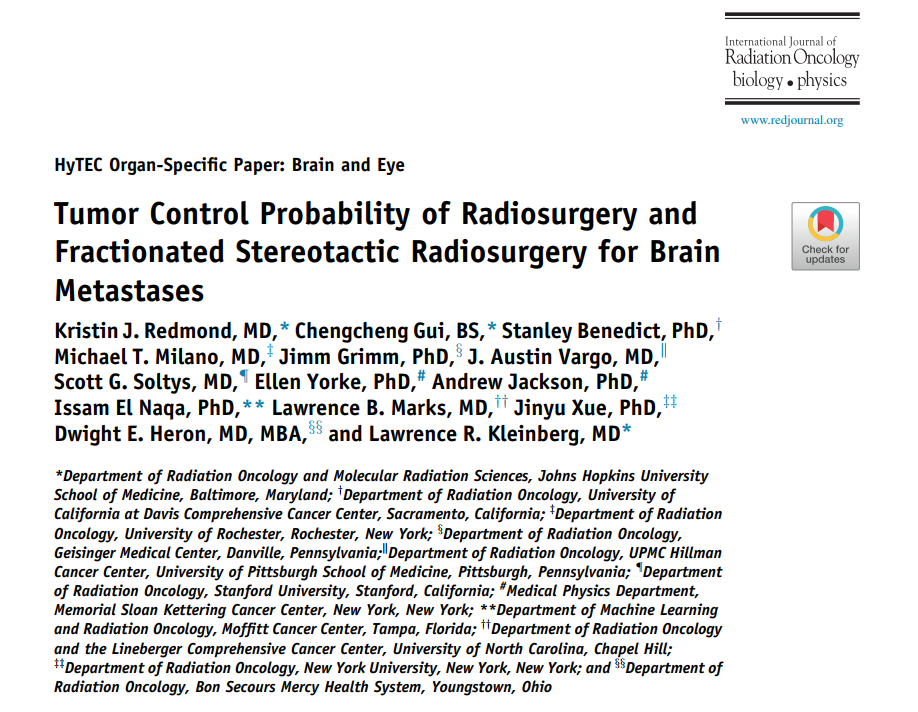 International Journal of
Radiation Oncology
biology • physics
www.redjournal.org
HyTEC Organ-Specific Paper: Brain and Eye
Tumor Control Probability of Radiosurgery and
Fractionated Stereotactic Radiosurgery for Brain
Metastases
Check for
updates
Kristin J. Redmond, MD,* Chengcheng Gui, BS,* Stanley Benedict, PhD,†
Michael T. Milano, MD,‡ Jimm Grimm, PhD,§ J. Austin Vargo, MD,‖
Scott G. Soltys, MD,¶ Ellen Yorke, PhD,# Andrew Jackson, PhD,#
Issam El Naqa, PhD,** Lawrence B. Marks, MD,†† Jinyu Xue, PhD,‡‡
Dwight E. Heron, MD, MBA,§§ and Lawrence R. Kleinberg, MD*
*Department of Radiation Oncology and Molecular Radiation Sciences, Johns Hopkins University
School of Medicine, Baltimore, Maryland; †Department of Radiation Oncology, University of
California at Davis Comprehensive Cancer Center, Sacramento, California; ‡Department of Radiation
Oncology, University of Rochester, Rochester, New York; §Department of Radiation Oncology,
Geisinger Medical Center, Danville, Pennsylvania;‖Department of Radiation Oncology, UPMC Hillman
Cancer Center, University of Pittsburgh School of Medicine, Pittsburgh, Pennsylvania; ¶Department
of Radiation Oncology, Stanford University, Stanford, California; #Medical Physics Department,
Memorial Sloan Kettering Cancer Center, New York, New York; **Department of Machine Learning
and Radiation Oncology, Moffitt Cancer Center, Tampa, Florida; ††Department of Radiation Oncology
and the Lineberger Comprehensive Cancer Center, University of North Carolina, Chapel Hill;
‡‡Department of Radiation Oncology, New York University, New York, New York; and §§Department of
Radiation Oncology, Bon Secours Mercy Health System, Youngstown, Ohio